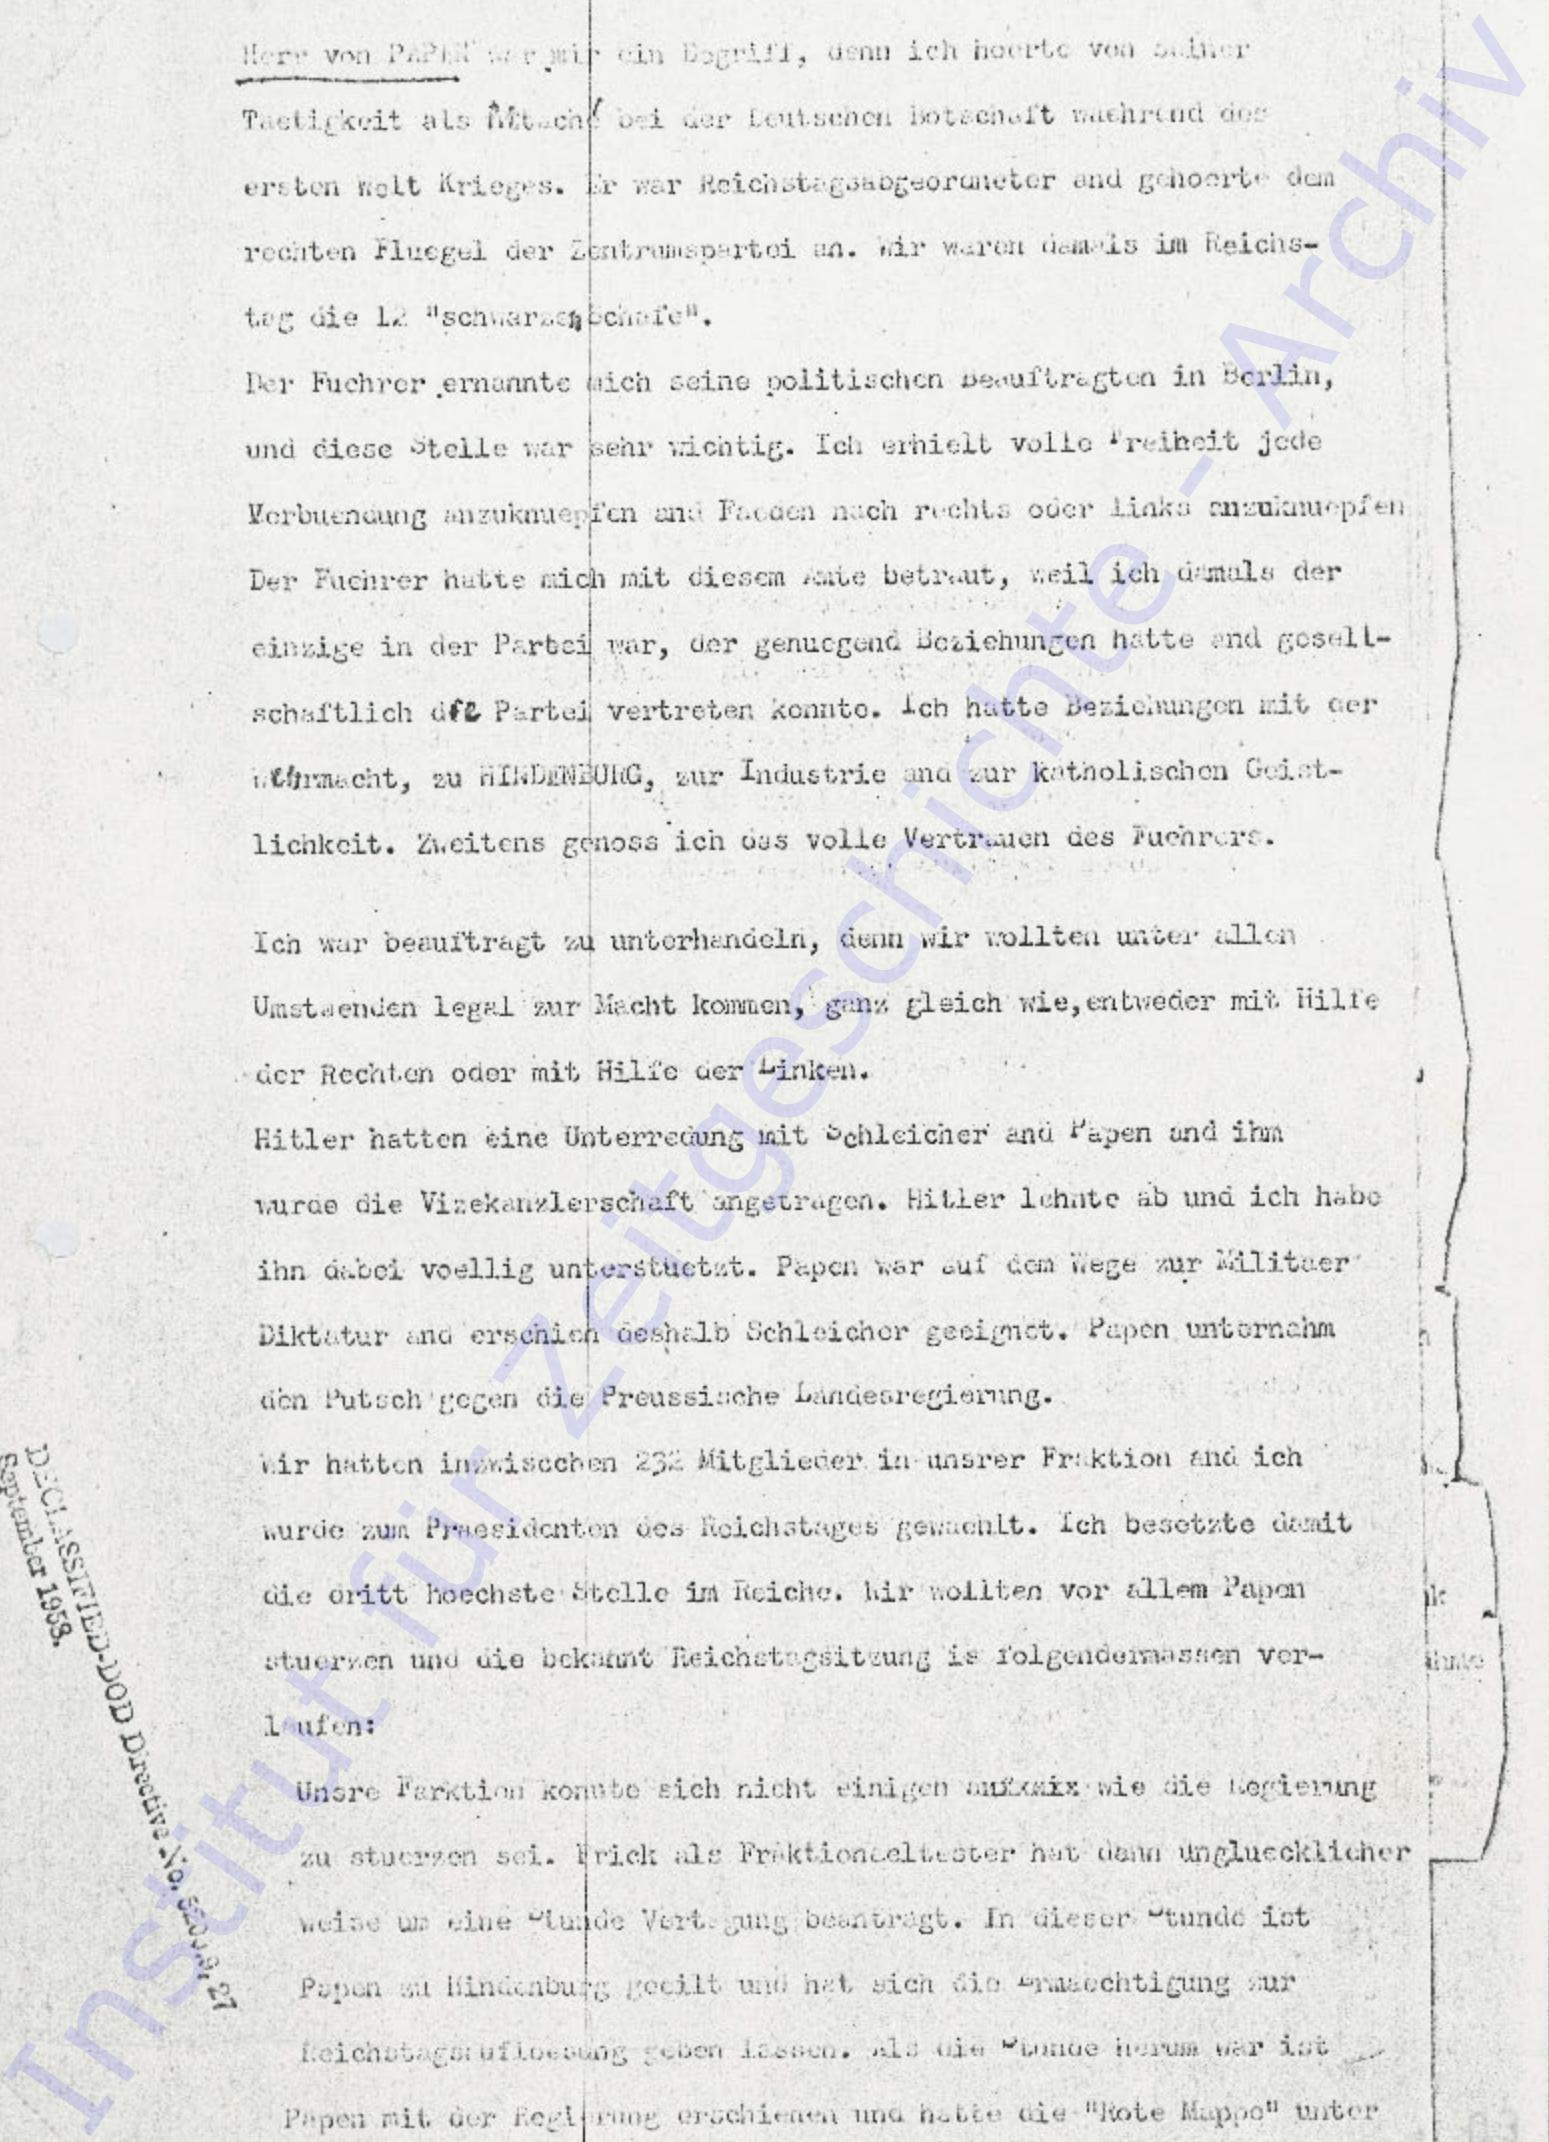 Herr von PAPEN war mir ein Begriff, denn ich hoerte von seiner
Taetigkeit als Attaché bei der Deutschen Botschaft waehrend des
ersten Welt Krieges. Er war Reichstagsabgeordneter and gehoerte dem
rechten Fluegel der Zentrumspartei an. Wir waren damals im Reichs-
tag die 12 "schwarzen Schafe".
Der Fuehrer ernannte mich seine politischen Beauftragten in Berlin,
und diese Stelle war sehr wichtig. Ich erhielt volle Freiheit jede
Verbuendung anzuknuepfen and Faeden nach rechts oder links anzuknuepfen
Der Fuehrer hatte mich mit diesem Amte betraut, weil ich damals der
einzige in der Partei war, der genuegend Beziehungen hatte and gesell-
schaftlich die Partei vertreten konnte. Ich hatte Beziehungen mit der
Wehrmacht, zu HINDENBURG, zur Industrie and zur katholischen Geist-
lichkeit. Zweitens genoss ich das volle Vertrauen des Fuehrers.
Ich war beauftragt zu unterhandeln, denn wir wollten unter allen
Umstaenden legal zur Macht kommen, ganz gleich wie,entweder mit Hilfe
der Rechten oder mit Hilfe der Linken.
Hitler hatten eine Unterredung mit Schleicher and Papen and ihm
wurde die Vizekanzlerschaft angetragen. Hitler lehnte ab und ich habe
ihn dabei voellig unterstuetzt. Papen war auf dem Wege zur Militaer
Diktatur and erschien deshalb Schleicher geeignet. Papen unternahm
den Putsch gegen die Preussische Landesregierung.
Wir hatten inzwisschen 232 Mitglieder in unsrer Fraktion and ich
wurde zum Praesidenten des Reichstages gewaehlt. Ich besetzte damit
die dritt hoechste Stelle im Reiche. Wir wollten vor allem Papen
stuerzen und die bekannt Reichstagsitzung is folgendermassen ver-
laufen:
Unsre Farktion konnte sich nicht einigen wie die Regierung
zu stuerzen sei. Frick als Fraktionaeltester hat dann ungluecklicher
weise um eine Stunde Vertagung beantragt. In dieser Stunde ist
Papen zu Hindenburg geeilt und hat sich die Ermaechtigung zur
Reichstagsaufloesung geben lassen. Als die Stunde herum war ist
Papen mit der Regierung erschienen und hatte die "Rote Mappe" unter
DECLASSIFIED-DOD Directive No. 5200.9, 27
September 1958.
Institut für Zeitgeschichte - Archiv